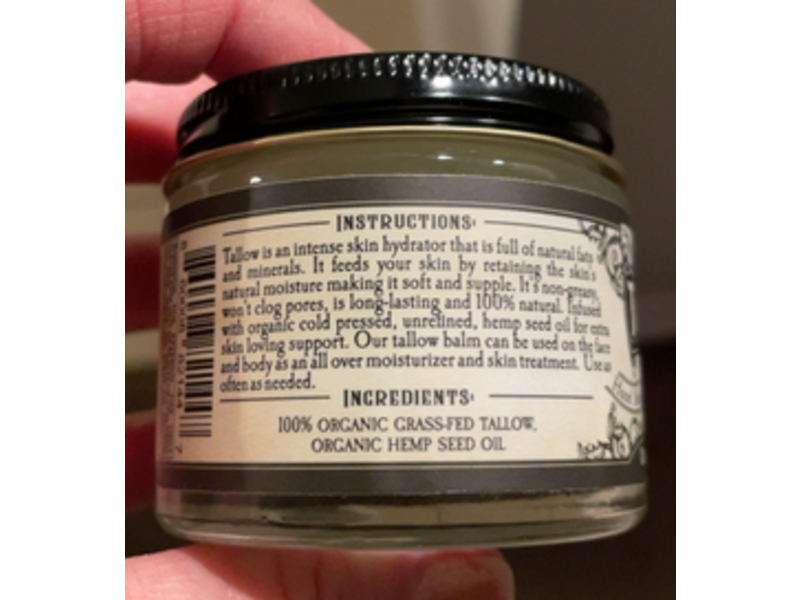 INSTRUCTIONS:
Tallow is an intense skin hydrator that is full of natural fats
and minerals. It feeds your skin by retaining the skin's
natural moisture making it soft and supple. It's non-greasy,
won't clog pores, is long-lasting and 100% natural. Infused
with organic cold pressed, unrefined, hemp seed oil for extra
skin loving support. Our tallow balm can be used on the face
and body as an all over moisturizer and skin treatment. Use as
often as needed.
INGREDIENTS:
100% ORGANIC GRASS-FED TALLOW,
ORGANIC HEMP SEED OIL